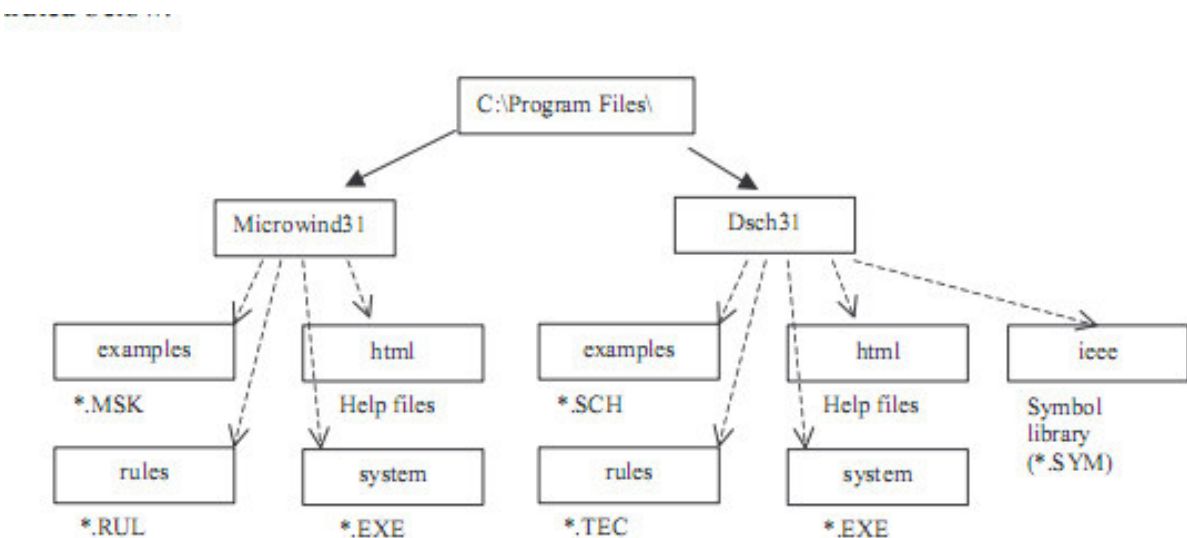 C:\Program Files\
Microwind31
Dsch31
examples
html
examples
html
ieee
*.MSK
Help files
*.SCH
Help files
Symbol
library
(*.SYM)
rules
system
rules
system
*.RUL
*.EXE
*.TEC
*.EXE